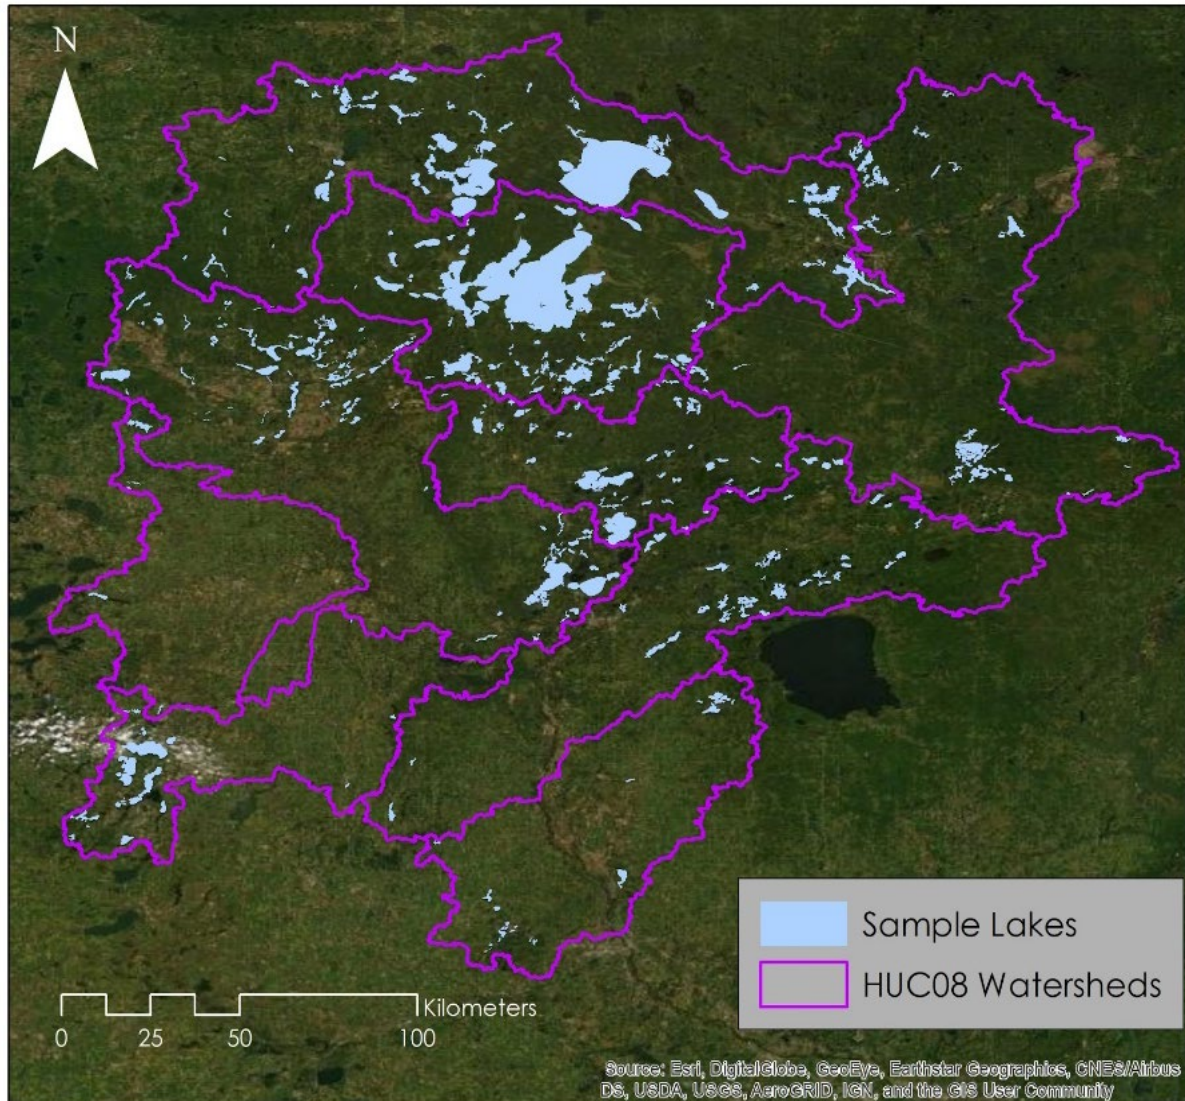 N
Sample Lakes
HUC08 Watersheds
Kilometers
0 25 50 100
Source: Esri, DigitalGlobe, GeoEye, Earthstar Geographics, CNES/Airbus
DS, USDA, USGS, AeroGRID, IGN, and the GIS User Community